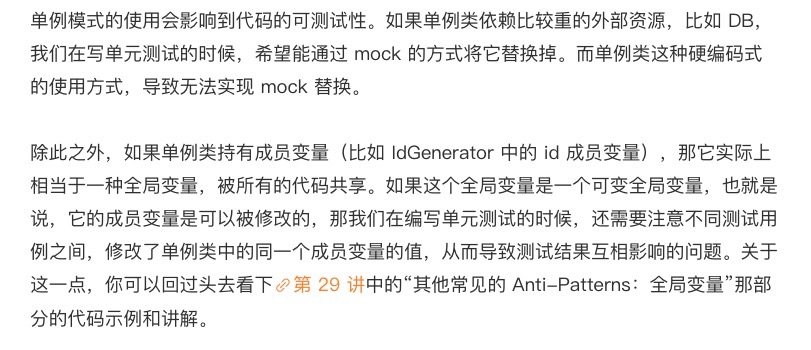 单例模式的使用会影响到代码的可测试性。如果单例类依赖比较重的外部资源，比如 DB，
我们在写单元测试的时候，希望能通过 mock 的方式将它替换掉。而单例类这种硬编码式
的使用方式，导致无法实现 mock 替换。
除此之外，如果单例类持有成员变量（比如 IdGenerator 中的 id 成员变量），那它实际上
相当于一种全局变量，被所有的代码共享。如果这个全局变量是一个可变全局变量，也就是
说，它的成员变量是可以被修改的，那我们在编写单元测试的时候，还需要注意不同测试用
例之间，修改了单例类中的同一个成员变量的值，从而导致测试结果互相影响的问题。关于
这一点，你可以回过头去看下第 29 讲中的“其他常见的 Anti-Patterns：全局变量”那部
分的代码示例和讲解。